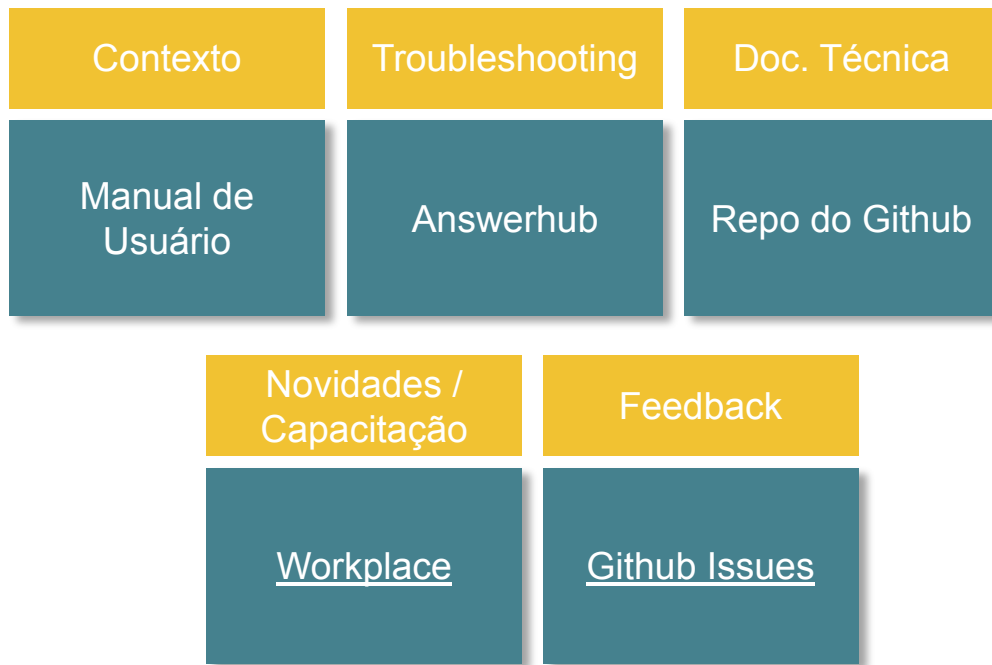 Contexto
Troubleshooting
Doc. Técnica
Manual de
Usuário
Answerhub
Repo do Github
Novidades /
Capacitação
Feedback
Workplace
Github Issues